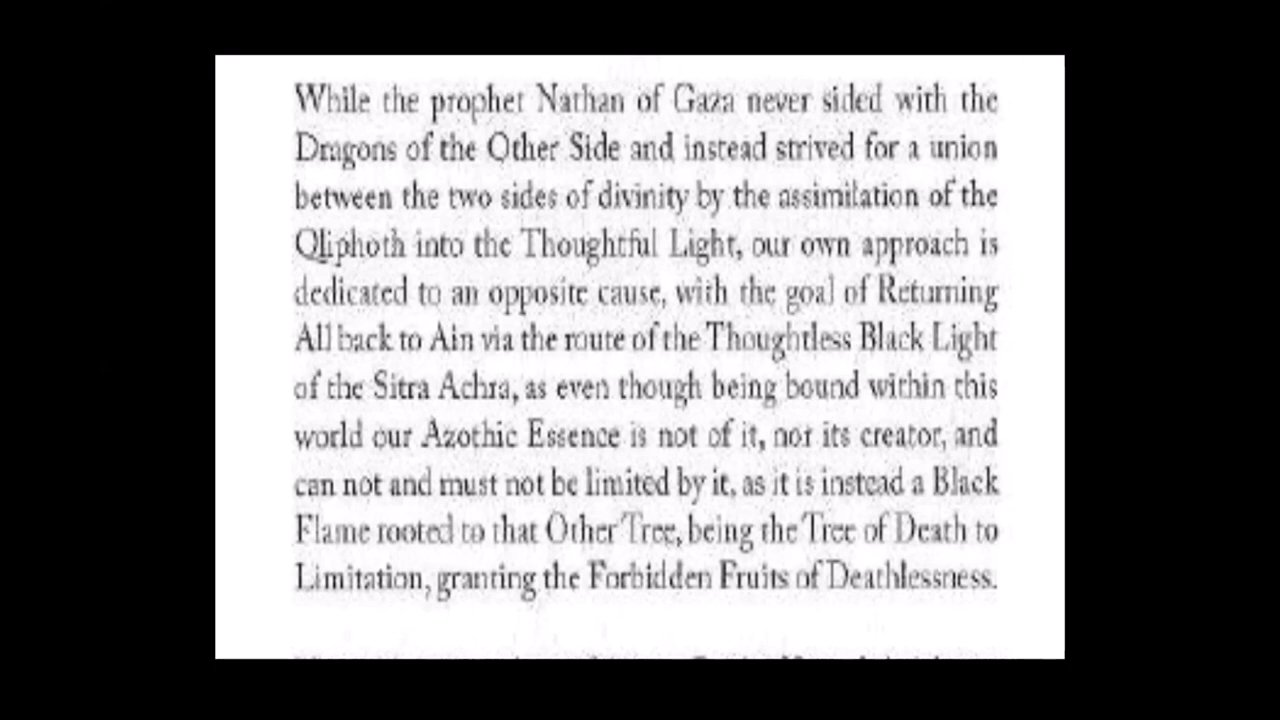 While the prophet Nathan of Gaza never sided with the
Dragons of the Other Side and instead strived for a union
between the two sides of divinity by the assimilation of the
Qliphoth into the Thoughtful Light, our own approach is
dedicated to an opposite cause, with the goal of Returning
All back to Ain via the route of the Thoughtless Black Light
of the Sitra Achra, as even though being bound within this
world our Azothic Essence is not of it, nor its creator, and
can not and must not be limited by it, as it is instead a Black
Flame rooted to that Other Tree, being the Tree of Death to
Limitation, granting the Forbidden Fruits of Deathlessness.